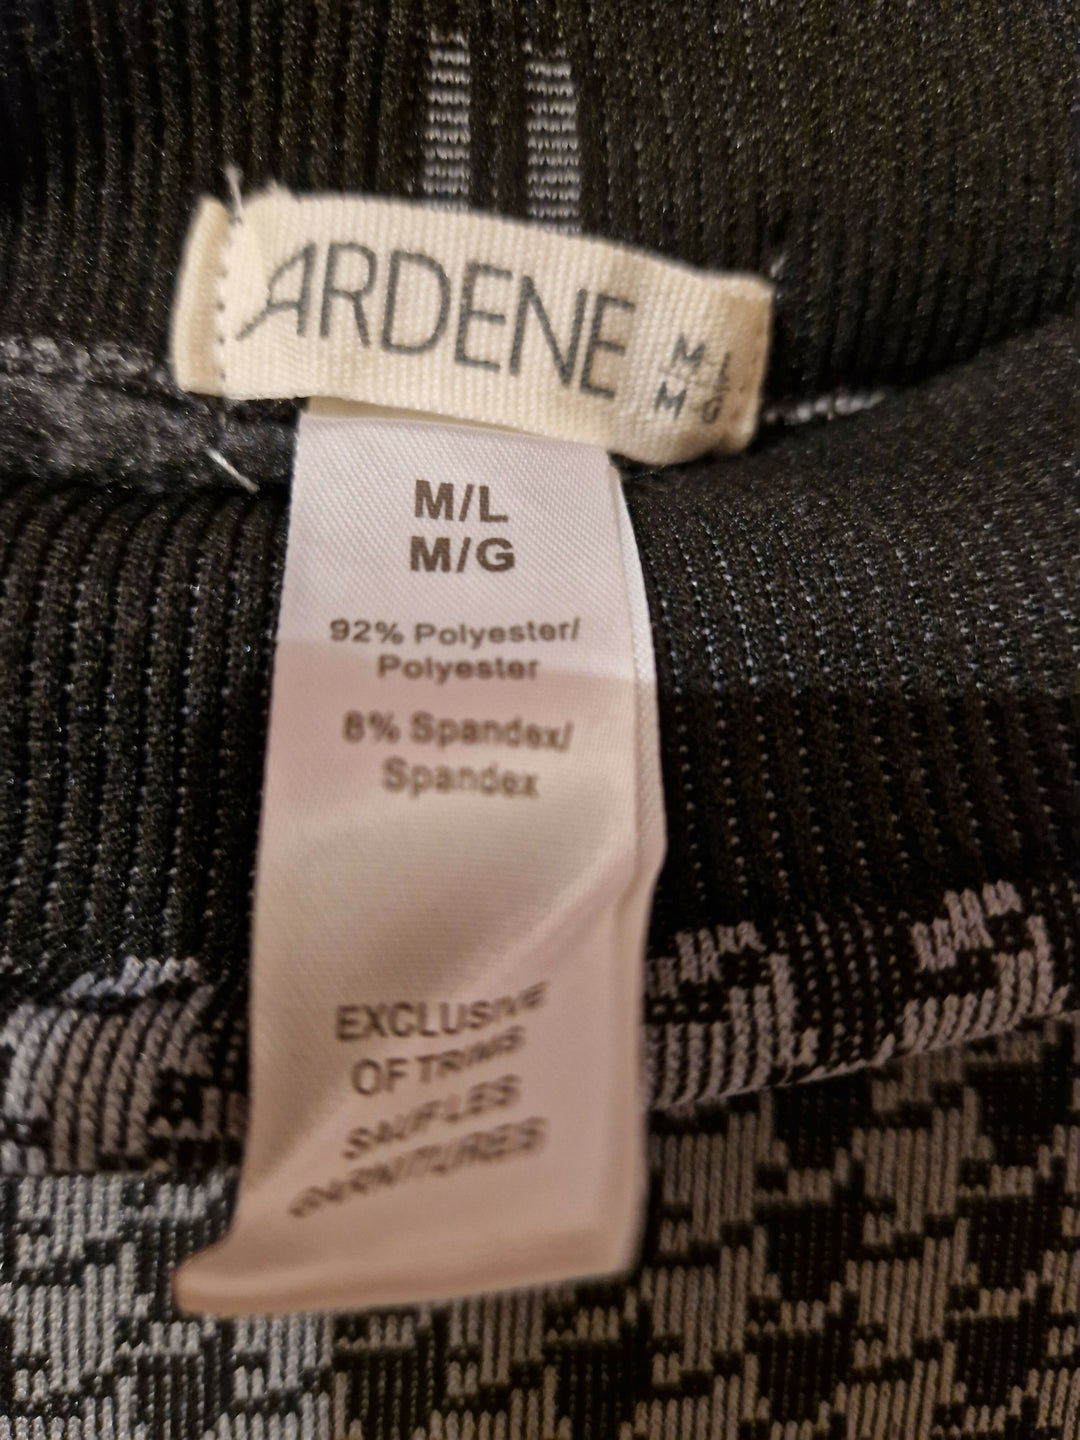 ARDENE
M L
M G
M/L
M/G
92% Polyester/
Polyester
8% Spandex/
Spandex
EXCLUSIVE
OF TRIMS
SAUF LES
GARNITURES